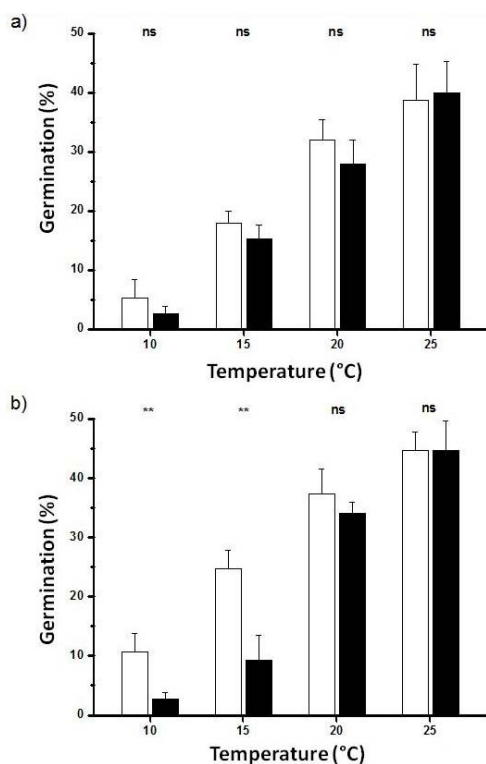 a)
ns ns ns ns
50
40
30
20
10
0
Germination (%)
10 15 20 25
Temperature (°C)
b)
** ** ns ns
50
40
30
20
10
0
Germination (%)
10 15 20 25
Temperature (°C)